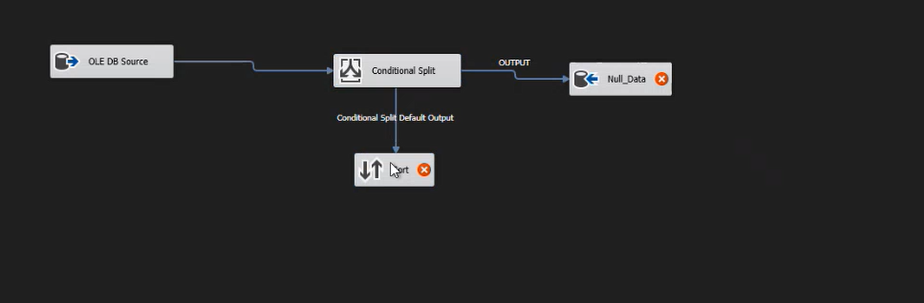 OLE DB Source
Conditional Split
OUTPUT
Null_Data
Conditional Split Default Output